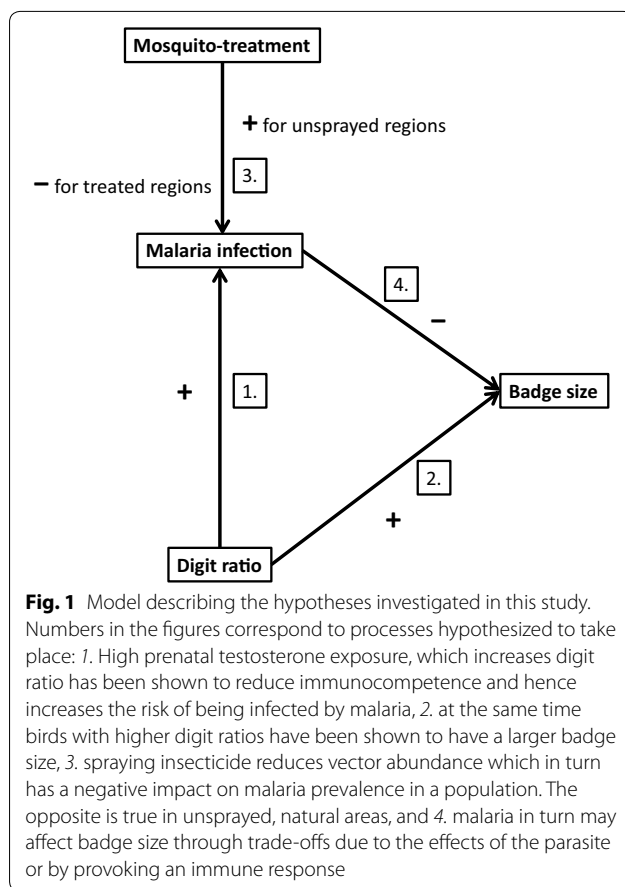 Mosquito-treatment
+ for unsprayed regions
− for treated regions
3.
Malaria infection
4.
−
+
1.
Badge size
2.
+
Digit ratio
Fig. 1 Model describing the hypotheses investigated in this study.
Numbers in the figures correspond to processes hypothesized to take
place: 1. High prenatal testosterone exposure, which increases digit
ratio has been shown to reduce immunocompetence and hence
increases the risk of being infected by malaria, 2. at the same time
birds with higher digit ratios have been shown to have a larger badge
size, 3. spraying insecticide reduces vector abundance which in turn
has a negative impact on malaria prevalence in a population. The
opposite is true in unsprayed, natural areas, and 4. malaria in turn may
affect badge size through trade-offs due to the effects of the parasite
or by provoking an immune response